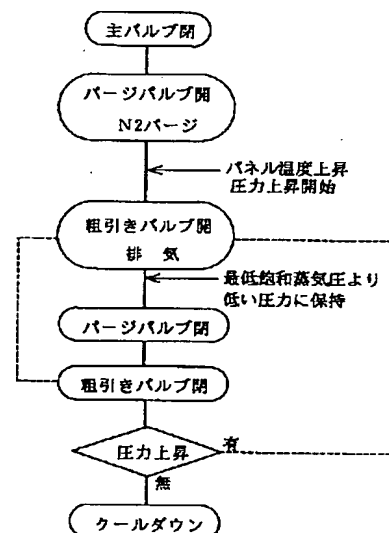 主バルブ閉
パージバルブ開
N2パージ
パネル温度上昇
圧力上昇開始
粗引きバルブ開
排 気
最低飽和蒸気圧より
低い圧力に保持
パージバルブ閉
粗引きバルブ閉
圧力上昇
有
無
クールダウン